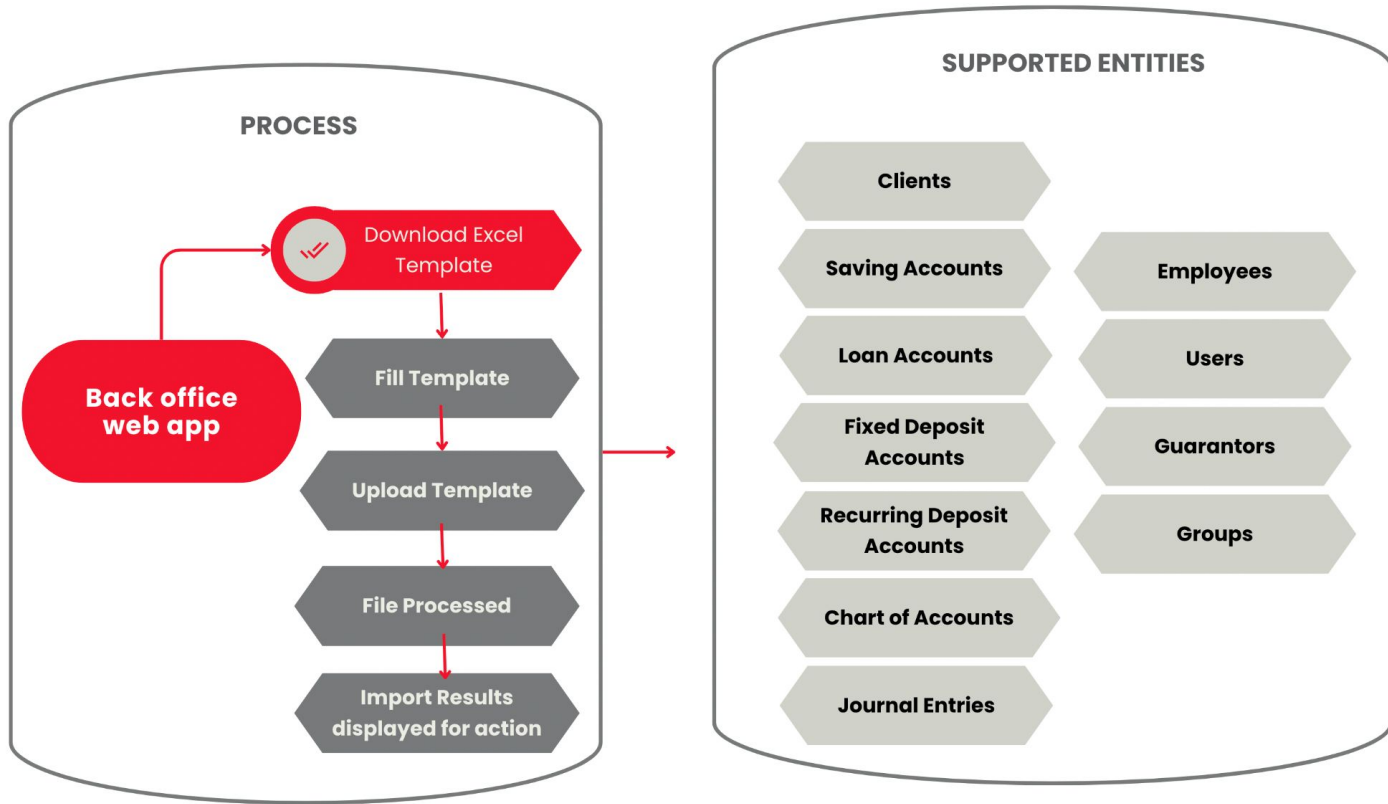 PROCESS
Download Excel
Template
Back office
web app
Fill Template
Upload Template
File Processed
Import Results
displayed for action
SUPPORTED ENTITIES
Clients
Saving Accounts
Loan Accounts
Fixed Deposit
Accounts
Recurring Deposit
Accounts
Chart of Accounts
Journal Entries
Employees
Users
Guarantors
Groups